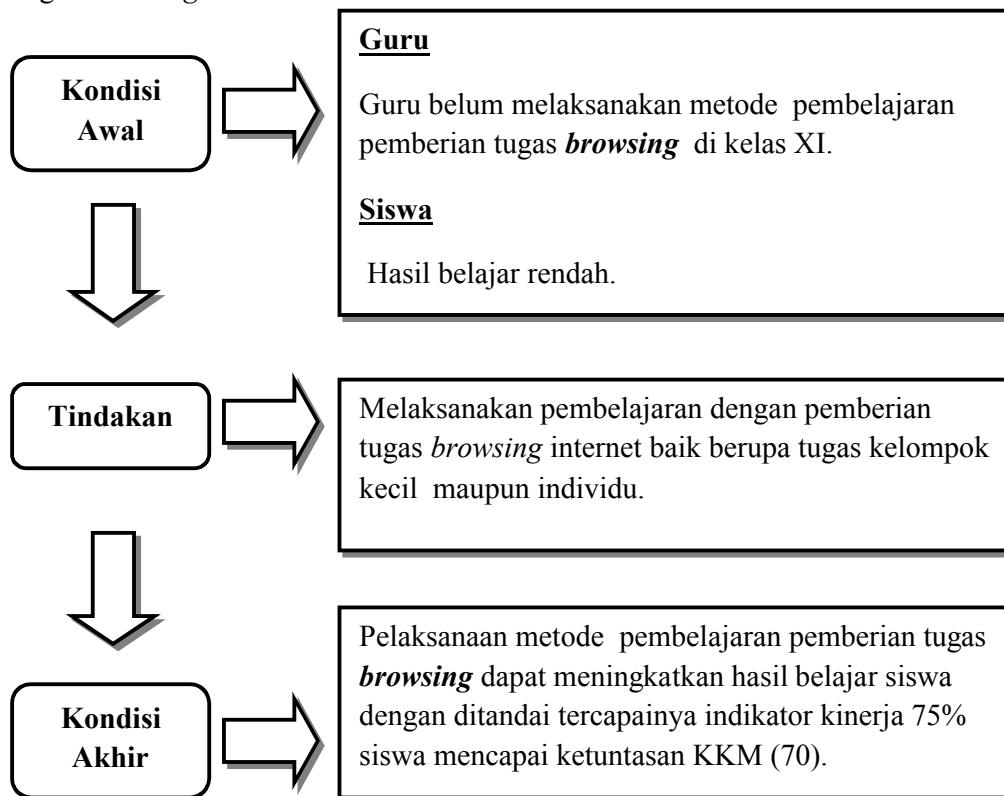 Kondisi
Awal
Guru
Guru belum melaksanakan metode pembelajaran
pemberian tugas browsing di kelas XI.
Siswa
Hasil belajar rendah.
Tindakan
Melaksanakan pembelajaran dengan pemberian
tugas browsing internet baik berupa tugas kelompok
kecil maupun individu.
Kondisi
Akhir
Pelaksanaan metode pembelajaran pemberian tugas
browsing dapat meningkatkan hasil belajar siswa
dengan ditandai tercapainya indikator kinerja 75%
siswa mencapai ketuntasan KKM (70).